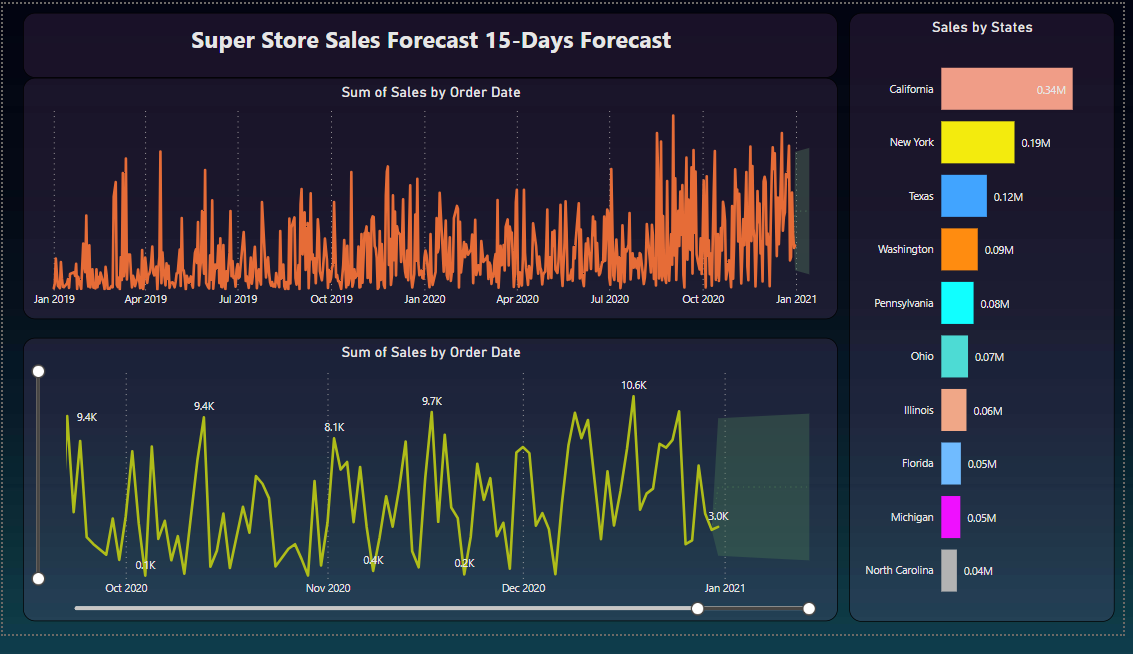 Super Store Sales Forecast 15-Days Forecast
Sum of Sales by Order Date
Jan 2019
Apr 2019
Jul 2019
Oct 2019
Jan 2020
Apr 2020
Jul 2020
Oct 2020
Jan 2021
Sum of Sales by Order Date
9.4K
9.4K
8.1K
9.7K
10.6K
0.1K
0.4K
0.2K
3.0K
Oct 2020
Nov 2020
Dec 2020
Jan 2021
Sales by States
California 0.34M
New York 0.19M
Texas 0.12M
Washington 0.09M
Pennsylvania 0.08M
Ohio 0.07M
Illinois 0.06M
Florida 0.05M
Michigan 0.05M
North Carolina 0.04M